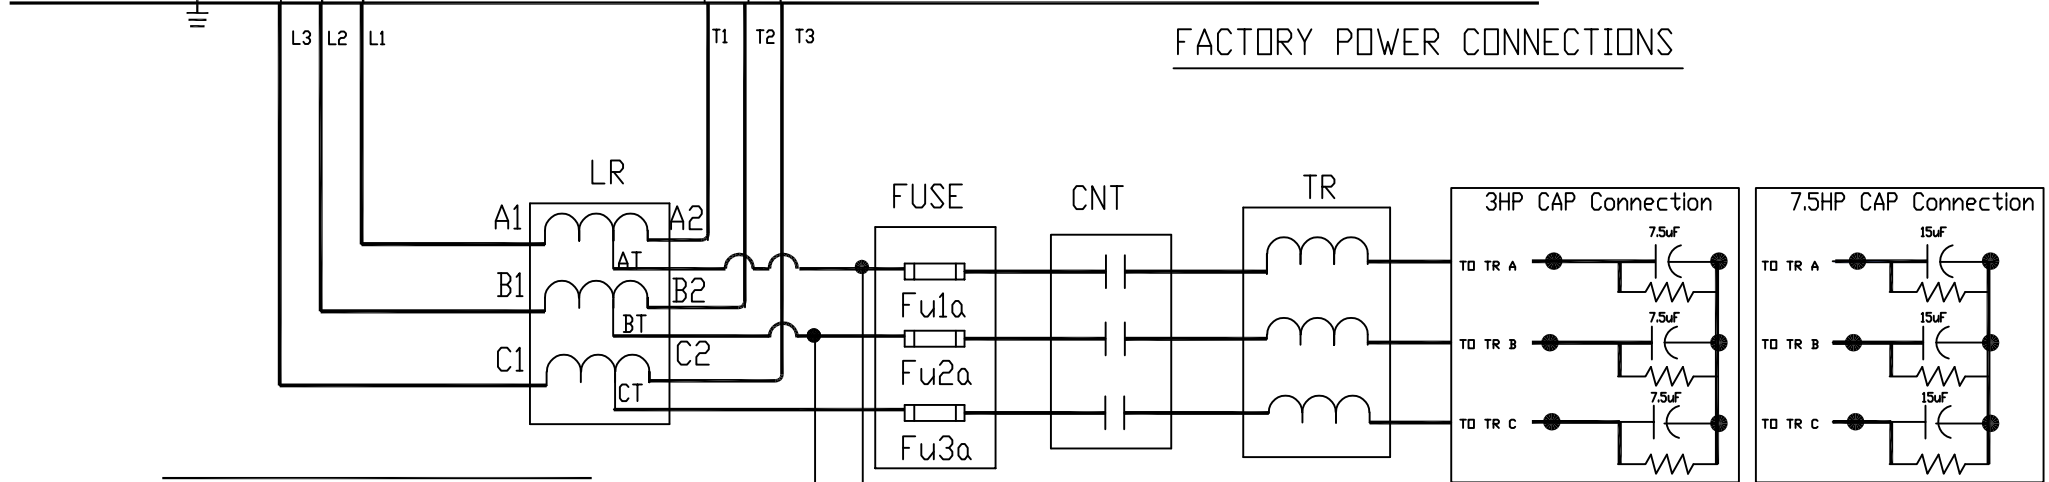 L3 L2 L1 T1 T2 T3
FACTORY POWER CONNECTIONS
LR
FUSE
CNT
TR
A1 A2
AT
B1 B2
BT
C1 C2
CT
Fu1a
Fu2a
Fu3a
3HP CAP Connection
7.5uF
TO TR A
7.5uF
TO TR B
7.5uF
TO TR C
7.5HP CAP Connection
15uF
TO TR A
15uF
TO TR B
15uF
TO TR C